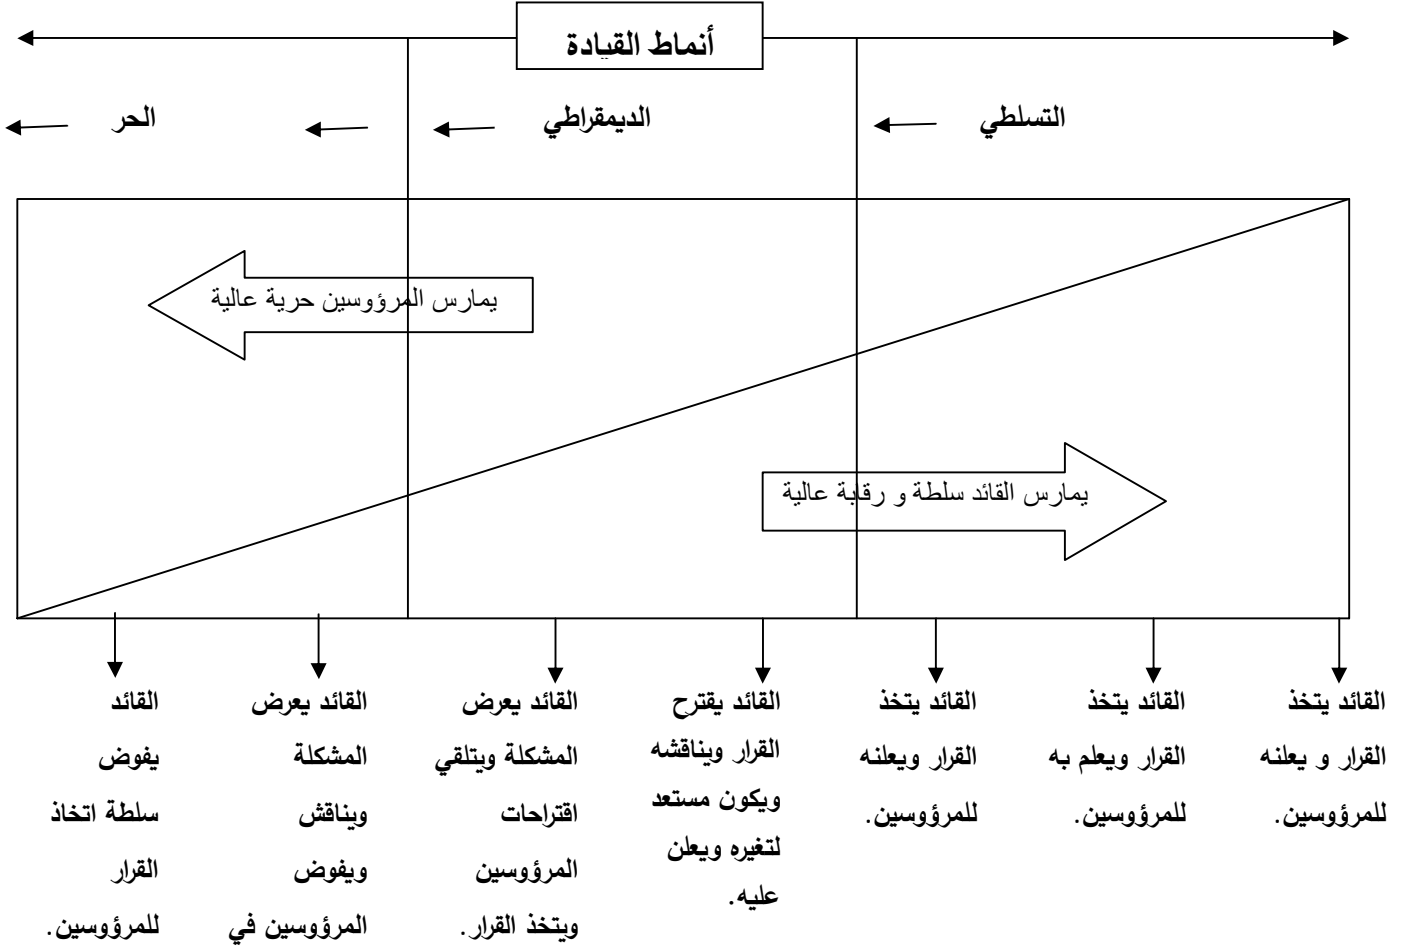 أنماط القيادة
التسلطي
الديمقراطي
الحر
يمارس المرؤوسين حرية عالية
يمارس القائد سلطة و رقابة عالية
القائد يتخذ
القرار و يعلنه
للمرؤوسين.
القائد يتخذ
القرار ويعلم به
للمرؤوسين.
القائد يتخذ
القرار ويعلنه
للمرؤوسين.
القائد يقترح
القرار ويناقشه
ويكون مستعد
لتغيره ويعلن
عليه.
القائد يعرض
المشكلة ويتلقي
اقتراحات
المرؤوسين
ويتخذ القرار.
القائد يعرض
المشكلة
ويناقش
ويفوض
المرؤوسين في
القائد
يفوض
سلطة اتخاذ
القرار
للمرؤوسين.